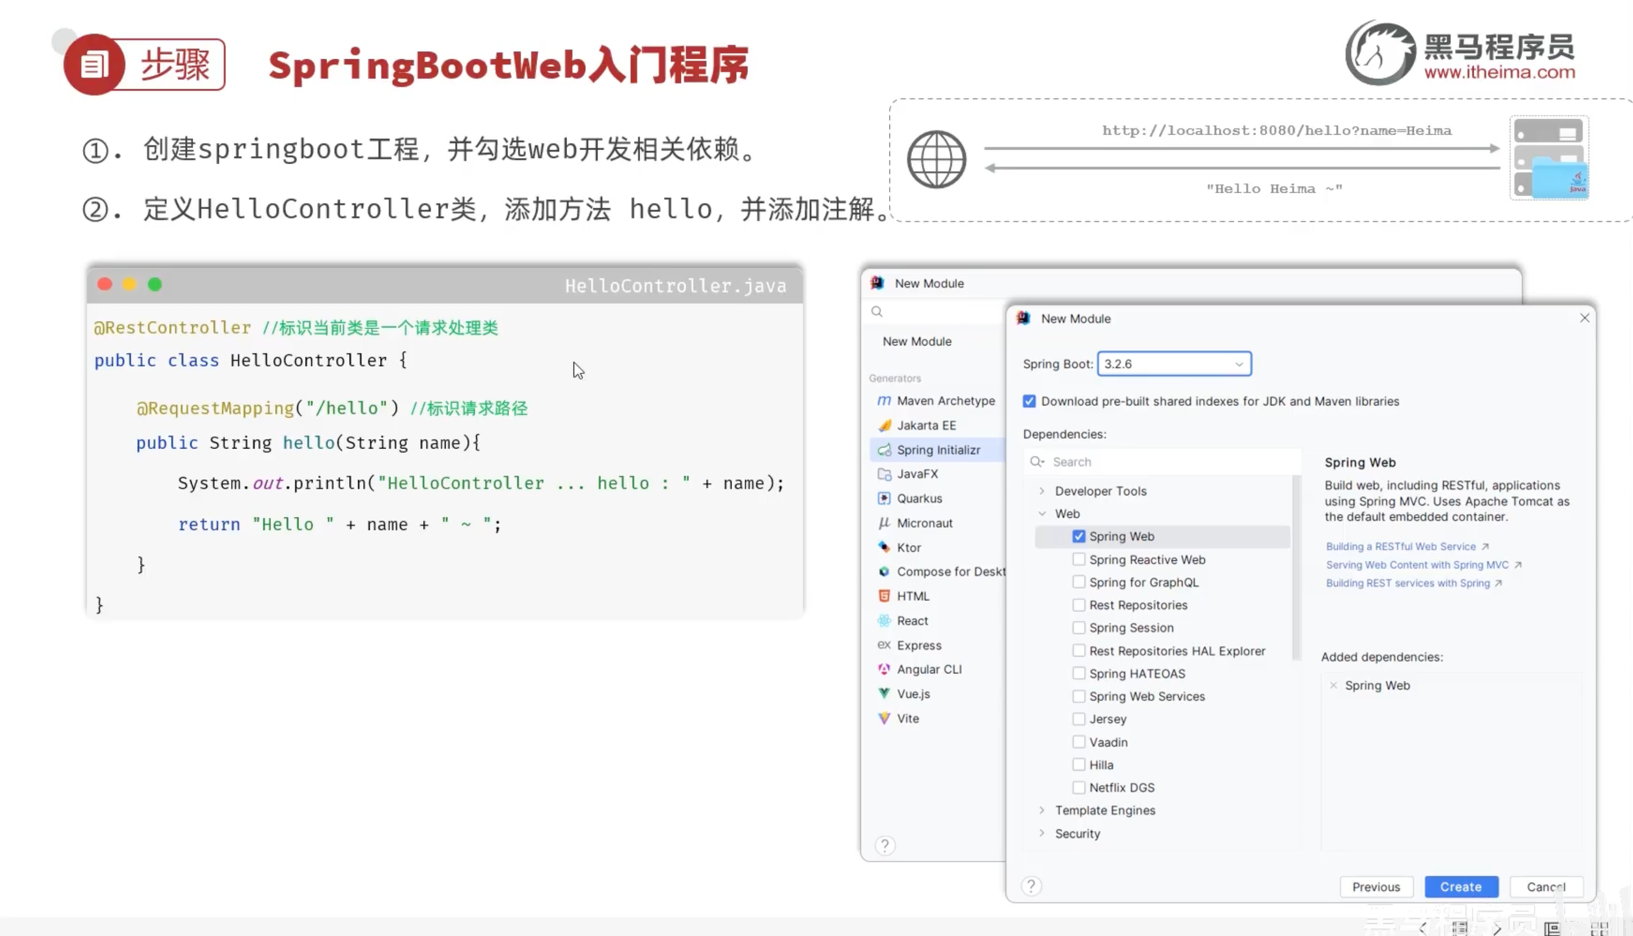 步骤
SpringBootWeb入门程序
黑马程序员
www.itheima.com
①. 创建springboot工程，并勾选web开发相关依赖。
②. 定义HelloController类，添加方法 hello，并添加注解。
http://localhost:8080/hello?name=Heima
"Hello Heima ~"
Java
HelloController.java
@RestController //标识当前类是一个请求处理类
public class HelloController {
@RequestMapping("/hello") //标识请求路径
public String hello(String name){
System.out.println("HelloController ... hello : " + name);
return "Hello " + name + " ~ ";
}
}
New Module
New Module
Generators
Maven Archetype
Jakarta EE
Spring Initializr
JavaFX
Quarkus
Micronaut
Ktor
Compose for Deskt
HTML
React
Express
Angular CLI
Vue.js
Vite
New Module
Spring Boot: 3.2.6
Download pre-built shared indexes for JDK and Maven libraries
Dependencies:
Search
Developer Tools
Web
Spring Web
Spring Reactive Web
Spring for GraphQL
Rest Repositories
Spring Session
Rest Repositories HAL Explorer
Spring HATEOAS
Spring Web Services
Jersey
Vaadin
Hilla
Netflix DGS
Template Engines
Security
Spring Web
Build web, including RESTful, applications
using Spring MVC. Uses Apache Tomcat as
the default embedded container.
Building a RESTful Web Service ↗
Serving Web Content with Spring MVC ↗
Building REST services with Spring ↗
Added dependencies:
Spring Web
Previous
Create
Cancel
黑马程序员